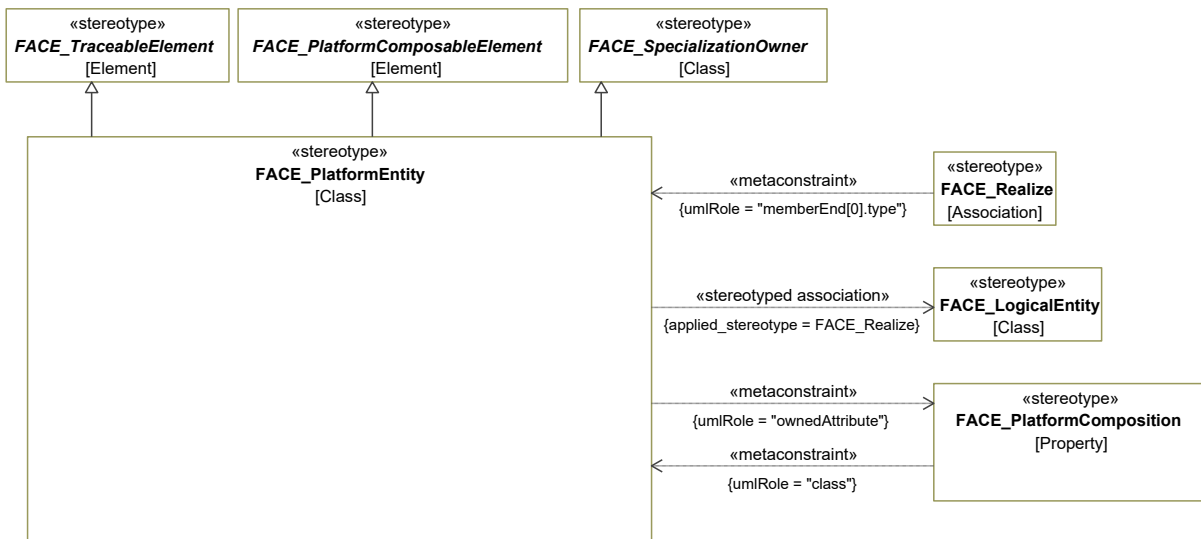 «stereotype»
FACE_TraceableElement
[Element]
«stereotype»
FACE_PlatformComposableElement
[Element]
«stereotype»
FACE_SpecializationOwner
[Class]
«stereotype»
FACE_PlatformEntity
[Class]
«metaconstraint»
{umlRole = "memberEnd[0].type"}
«stereotype»
FACE_Realize
[Association]
«stereotyped association»
{applied_stereotype = FACE_Realize}
«stereotype»
FACE_LogicalEntity
[Class]
«metaconstraint»
{umlRole = "ownedAttribute"}
«stereotype»
FACE_PlatformComposition
[Property]
«metaconstraint»
{umlRole = "class"}